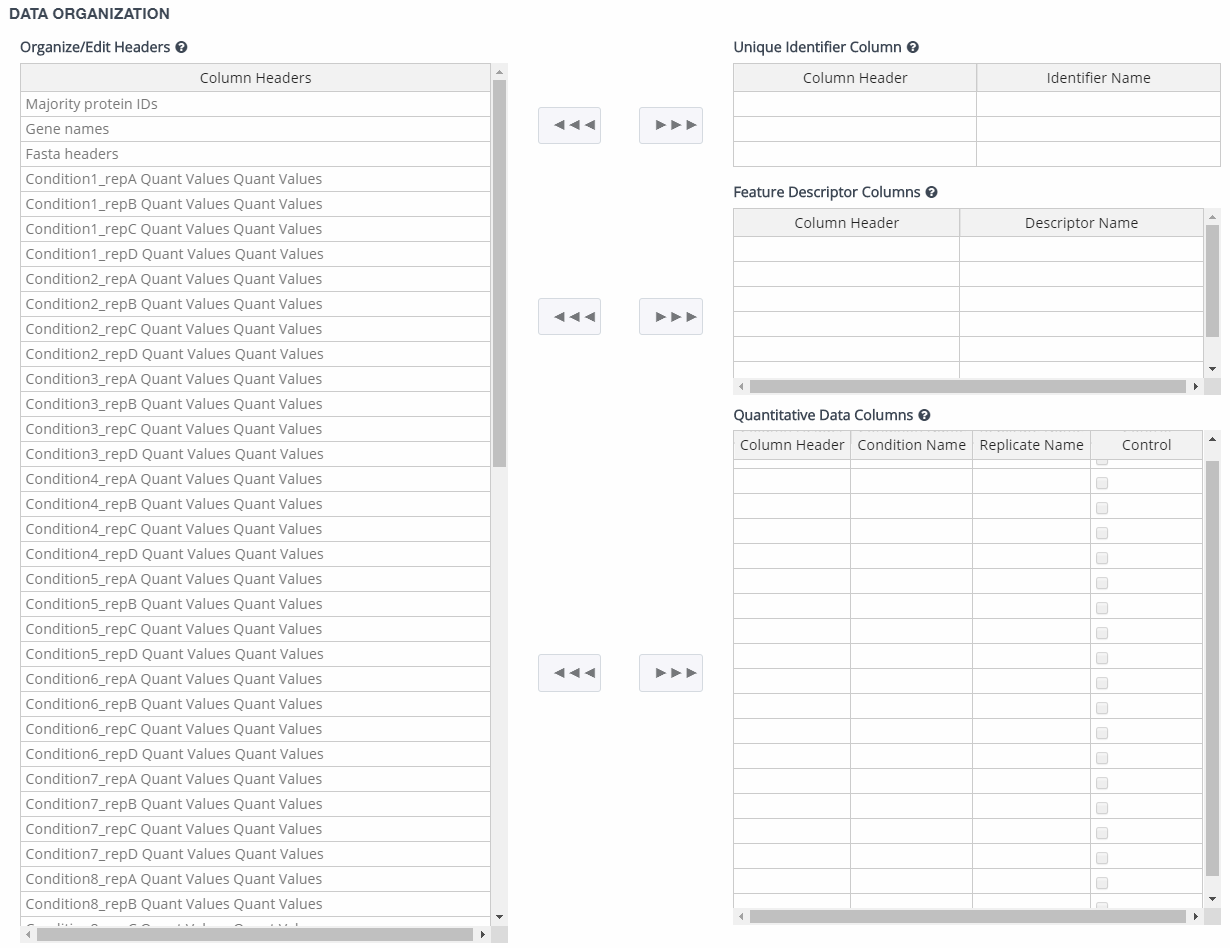 DATA ORGANIZATION
Organize/Edit Headers
Column Headers
Majority protein IDs
Gene names
Fasta headers
Condition1_repA Quant Values Quant Values
Condition1_repB Quant Values Quant Values
Condition1_repC Quant Values Quant Values
Condition1_repD Quant Values Quant Values
Condition2_repA Quant Values Quant Values
Condition2_repB Quant Values Quant Values
Condition2_repC Quant Values Quant Values
Condition2_repD Quant Values Quant Values
Condition3_repA Quant Values Quant Values
Condition3_repB Quant Values Quant Values
Condition3_repC Quant Values Quant Values
Condition3_repD Quant Values Quant Values
Condition4_repA Quant Values Quant Values
Condition4_repB Quant Values Quant Values
Condition4_repC Quant Values Quant Values
Condition4_repD Quant Values Quant Values
Condition5_repA Quant Values Quant Values
Condition5_repB Quant Values Quant Values
Condition5_repC Quant Values Quant Values
Condition5_repD Quant Values Quant Values
Condition6_repA Quant Values Quant Values
Condition6_repB Quant Values Quant Values
Condition6_repC Quant Values Quant Values
Condition6_repD Quant Values Quant Values
Condition7_repA Quant Values Quant Values
Condition7_repB Quant Values Quant Values
Condition7_repC Quant Values Quant Values
Condition7_repD Quant Values Quant Values
Condition8_repA Quant Values Quant Values
Condition8_repB Quant Values Quant Values
Unique Identifier Column
Column Header Identifier Name
Feature Descriptor Columns
Column Header Descriptor Name
Quantitative Data Columns
Column Header Condition Name Replicate Name Control